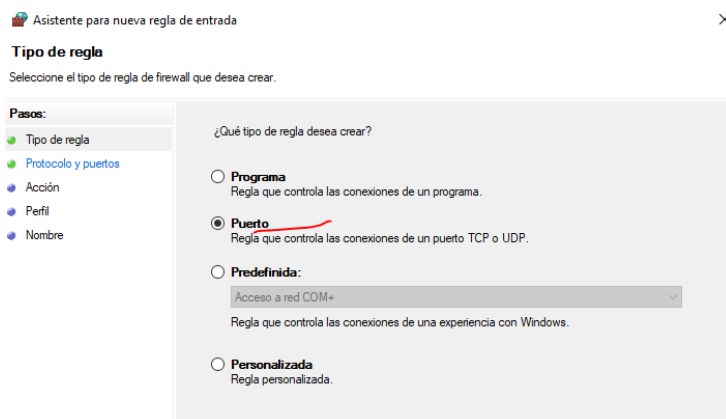 Asistente para nueva regla de entrada
Tipo de regla
Seleccione el tipo de regla de firewall que desea crear.
Pasos:
Tipo de regla
Protocolo y puertos
Acción
Perfil
Nombre
¿Qué tipo de regla desea crear?
Programa
Regla que controla las conexiones de un programa.
Puerto
Regla que controla las conexiones de un puerto TCP o UDP.
Predefinida:
Acceso a red COM+
Regla que controla las conexiones de una experiencia con Windows.
Personalizada
Regla personalizada.